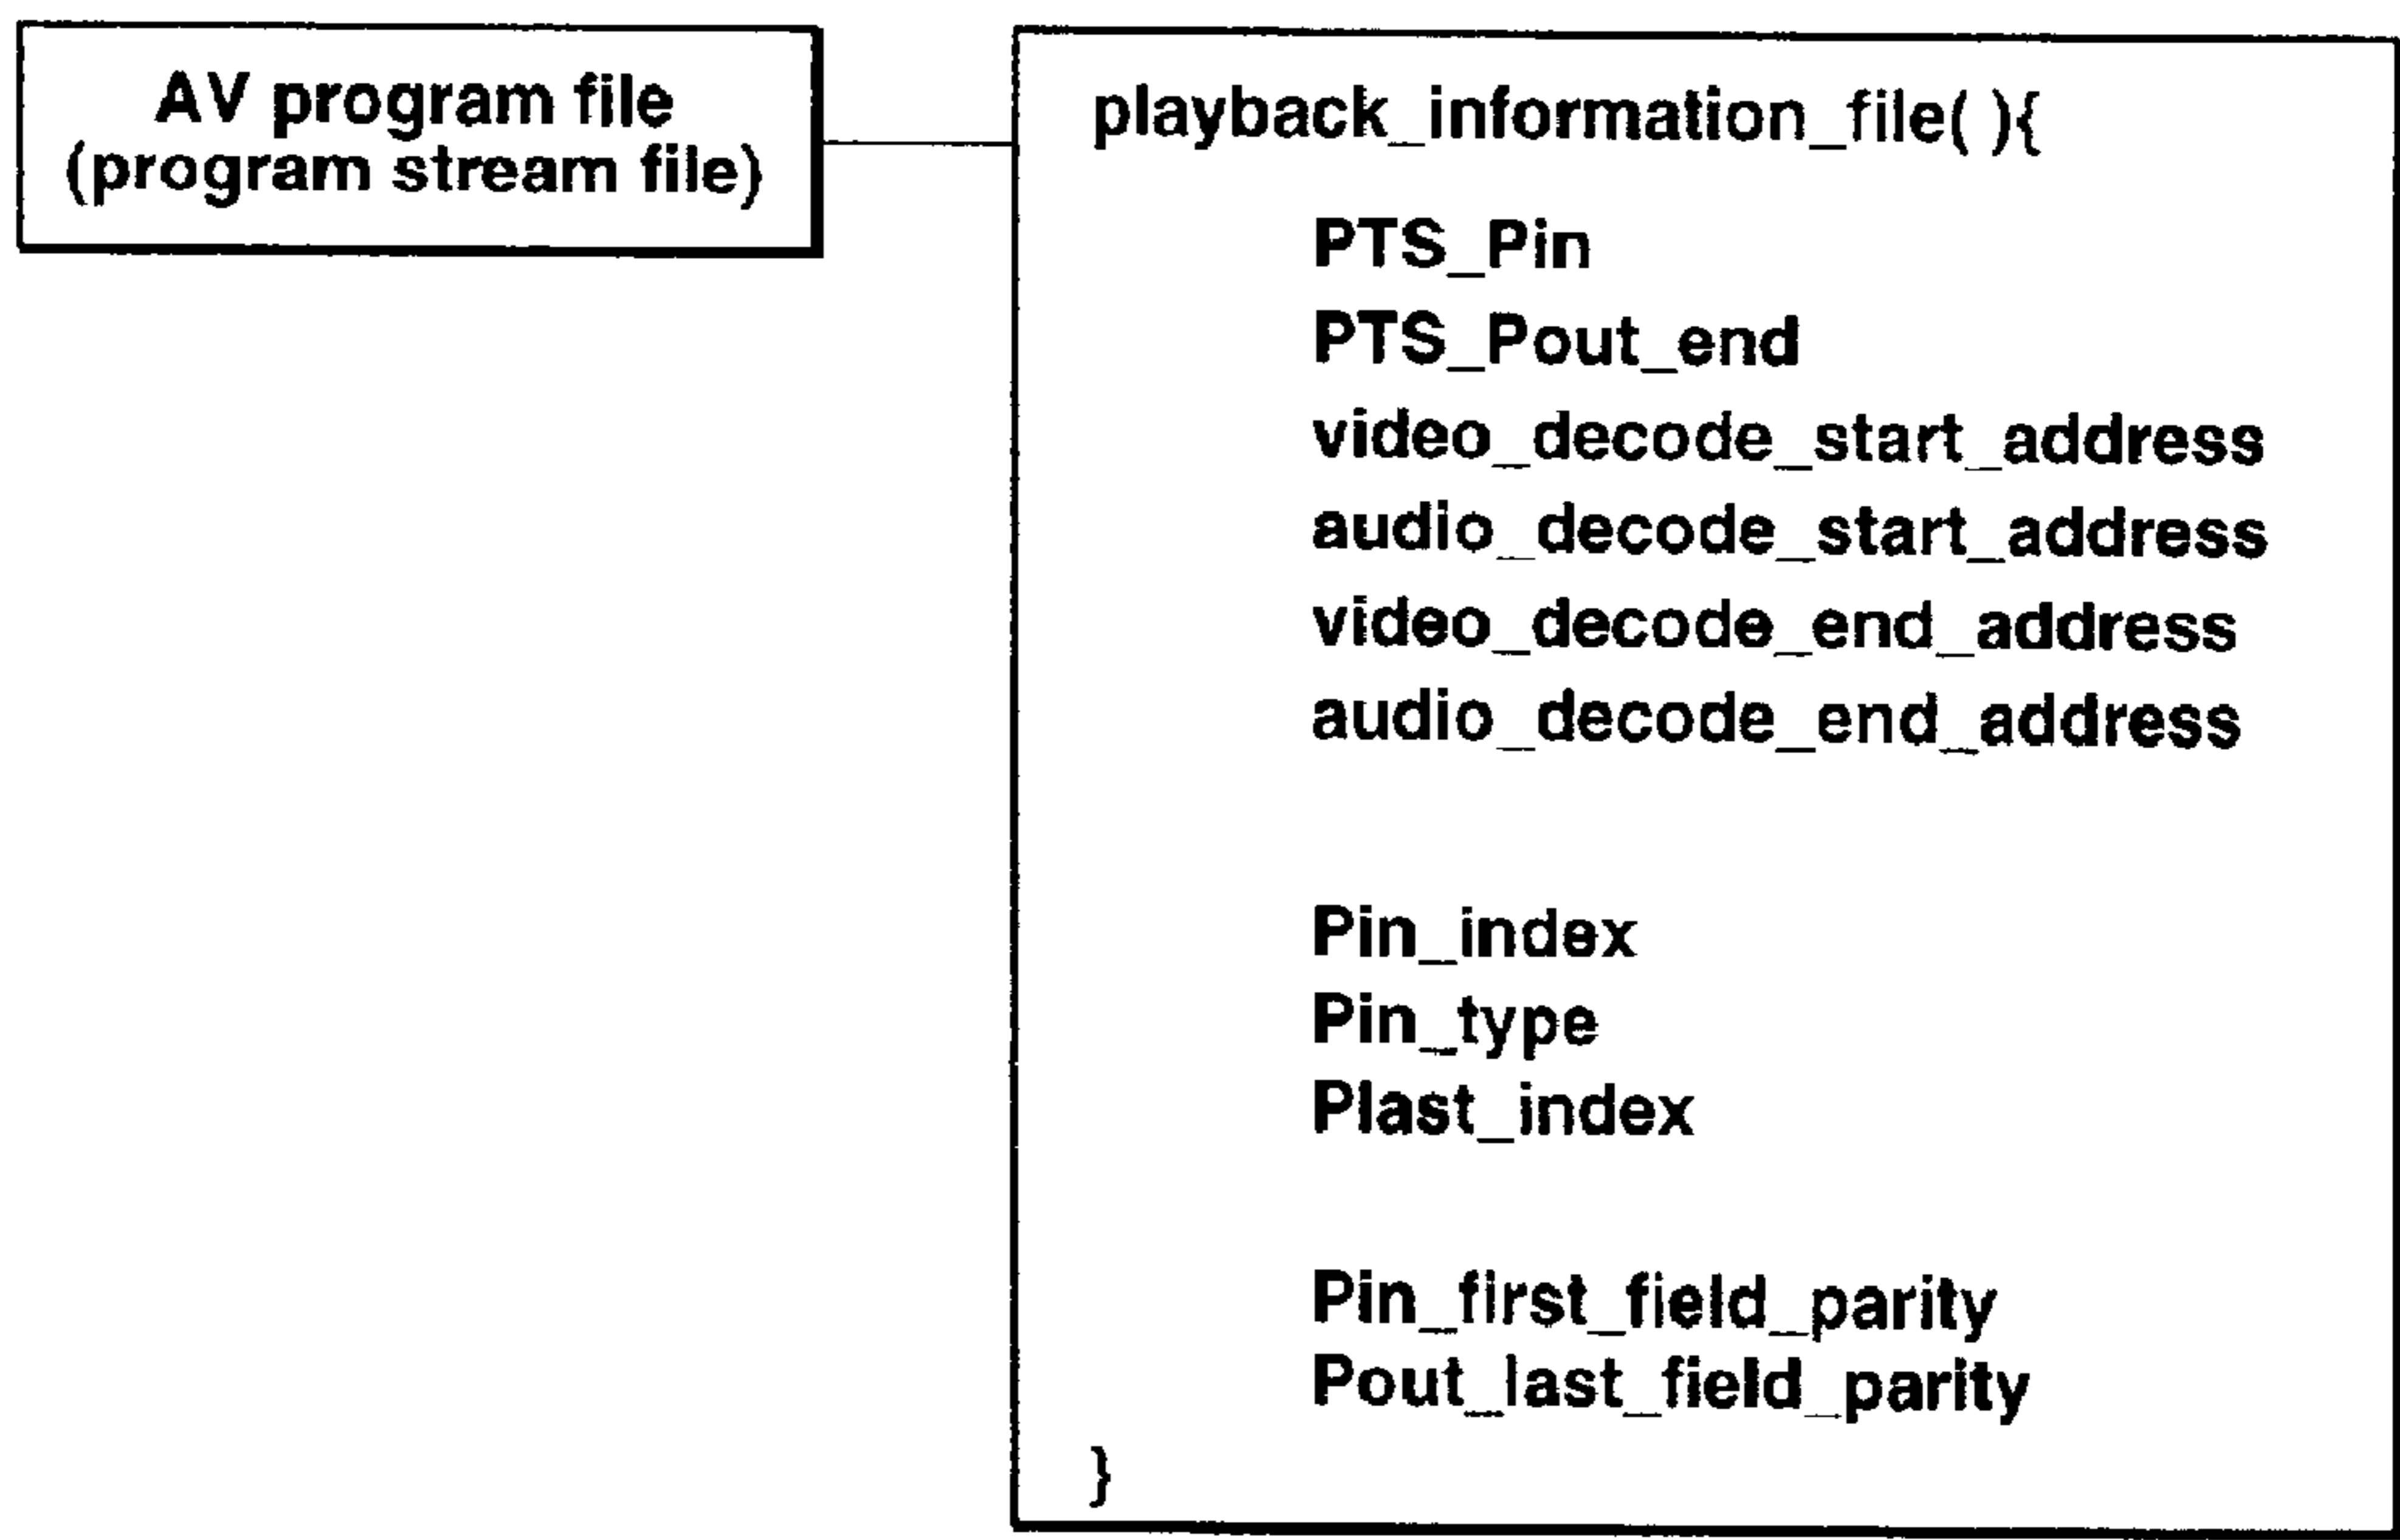 AV program file
(program stream file)
playback_information_file( ){
PTS_Pin
PTS_Pout_end
video_decode_start_address
audio_decode_start_address
video_decode_end_address
audio_decode_end_address
Pin_index
Pin_type
Plast_index
Pin_first_field_parity
Pout_last_field_parity
}